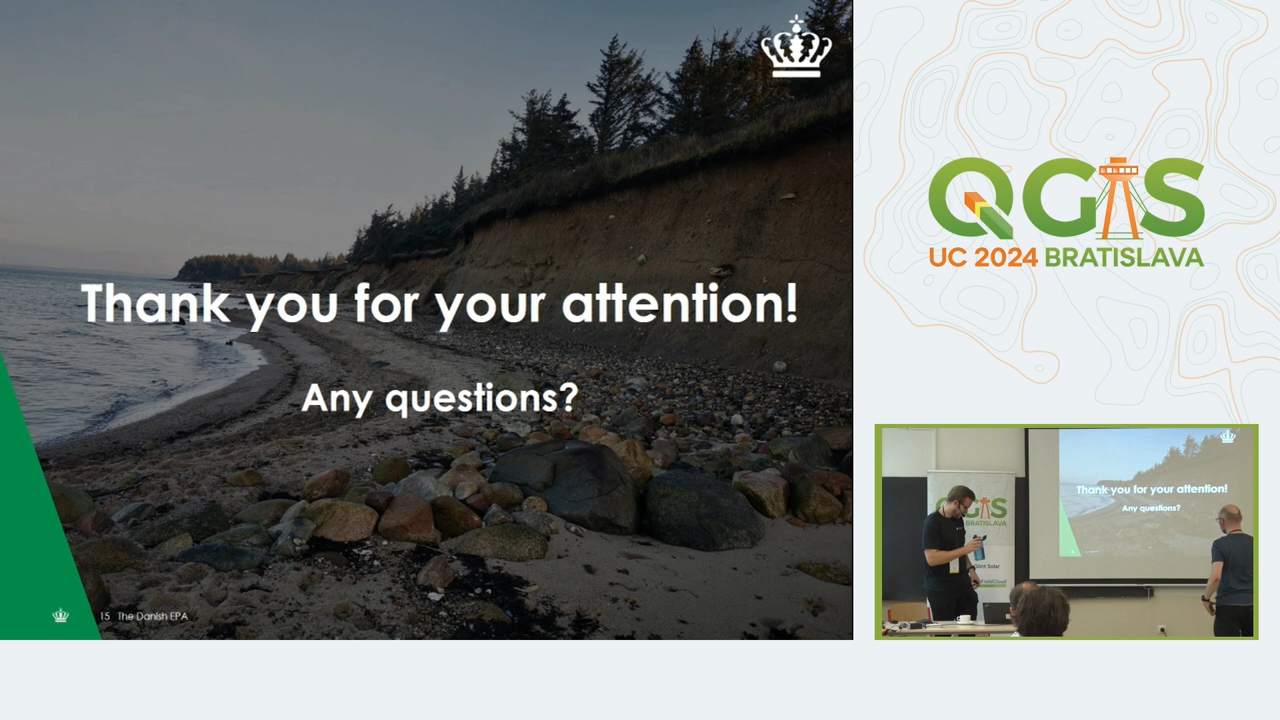 Thank you for your attention!
Any questions?
15 The Danish EPA
QGIS
UC 2024 BRATISLAVA
QGIS
BRATISLAVA
Thank you for your attention!
Any questions?